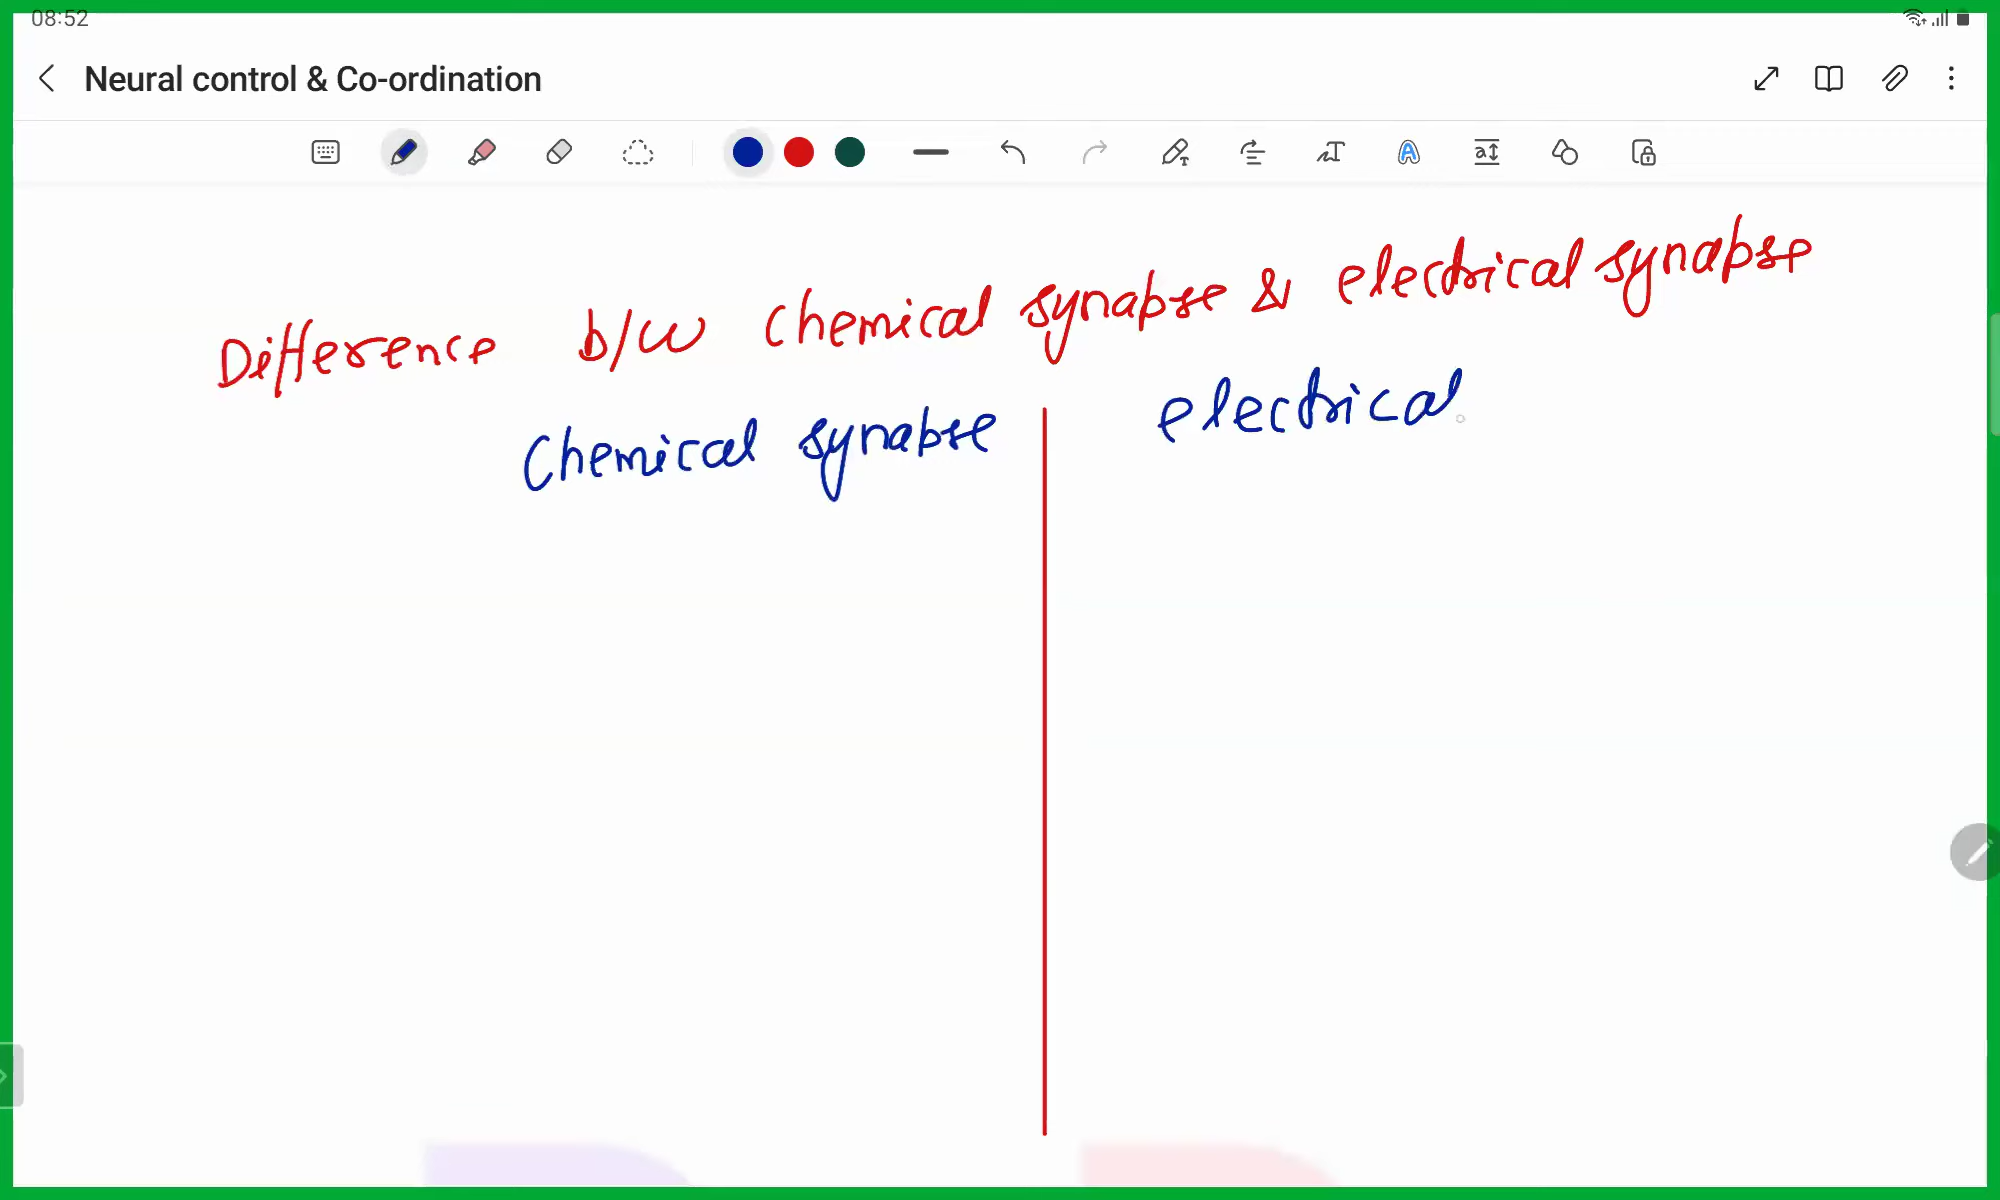 08:52
Neural control & Co-ordination
Difference b/w chemical synapse & electrical synapse
Chemical synapse
electrical